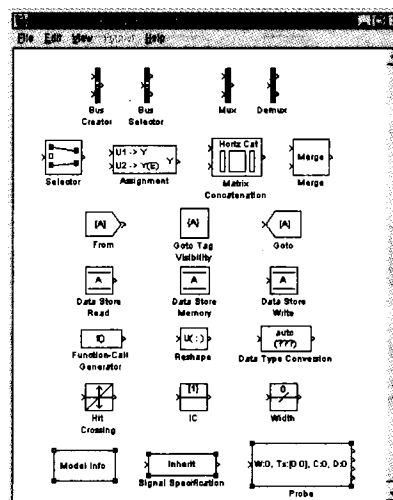 File Edit View Format Help
Bus Creator
Bus Selector
Mux
Demux
Selector
U1 -> Y
U2 -> Y(E)
Y
Assignment
Horiz Cat
Matrix Concatenation
Merge
Merge
[A]
From
{A}
Goto Tag Visibility
[A]
Goto
A
Data Store Read
A
Data Store Memory
A
Data Store Write
f()
Function-Call Generator
U( : )
Reshape
auto
(???)
Data Type Conversion
Hit Crossing
[1]
IC
0
Width
Model Info
Inherit
Signal Specification
W:0, Ts:[0 0], C:0, D:0
Probe